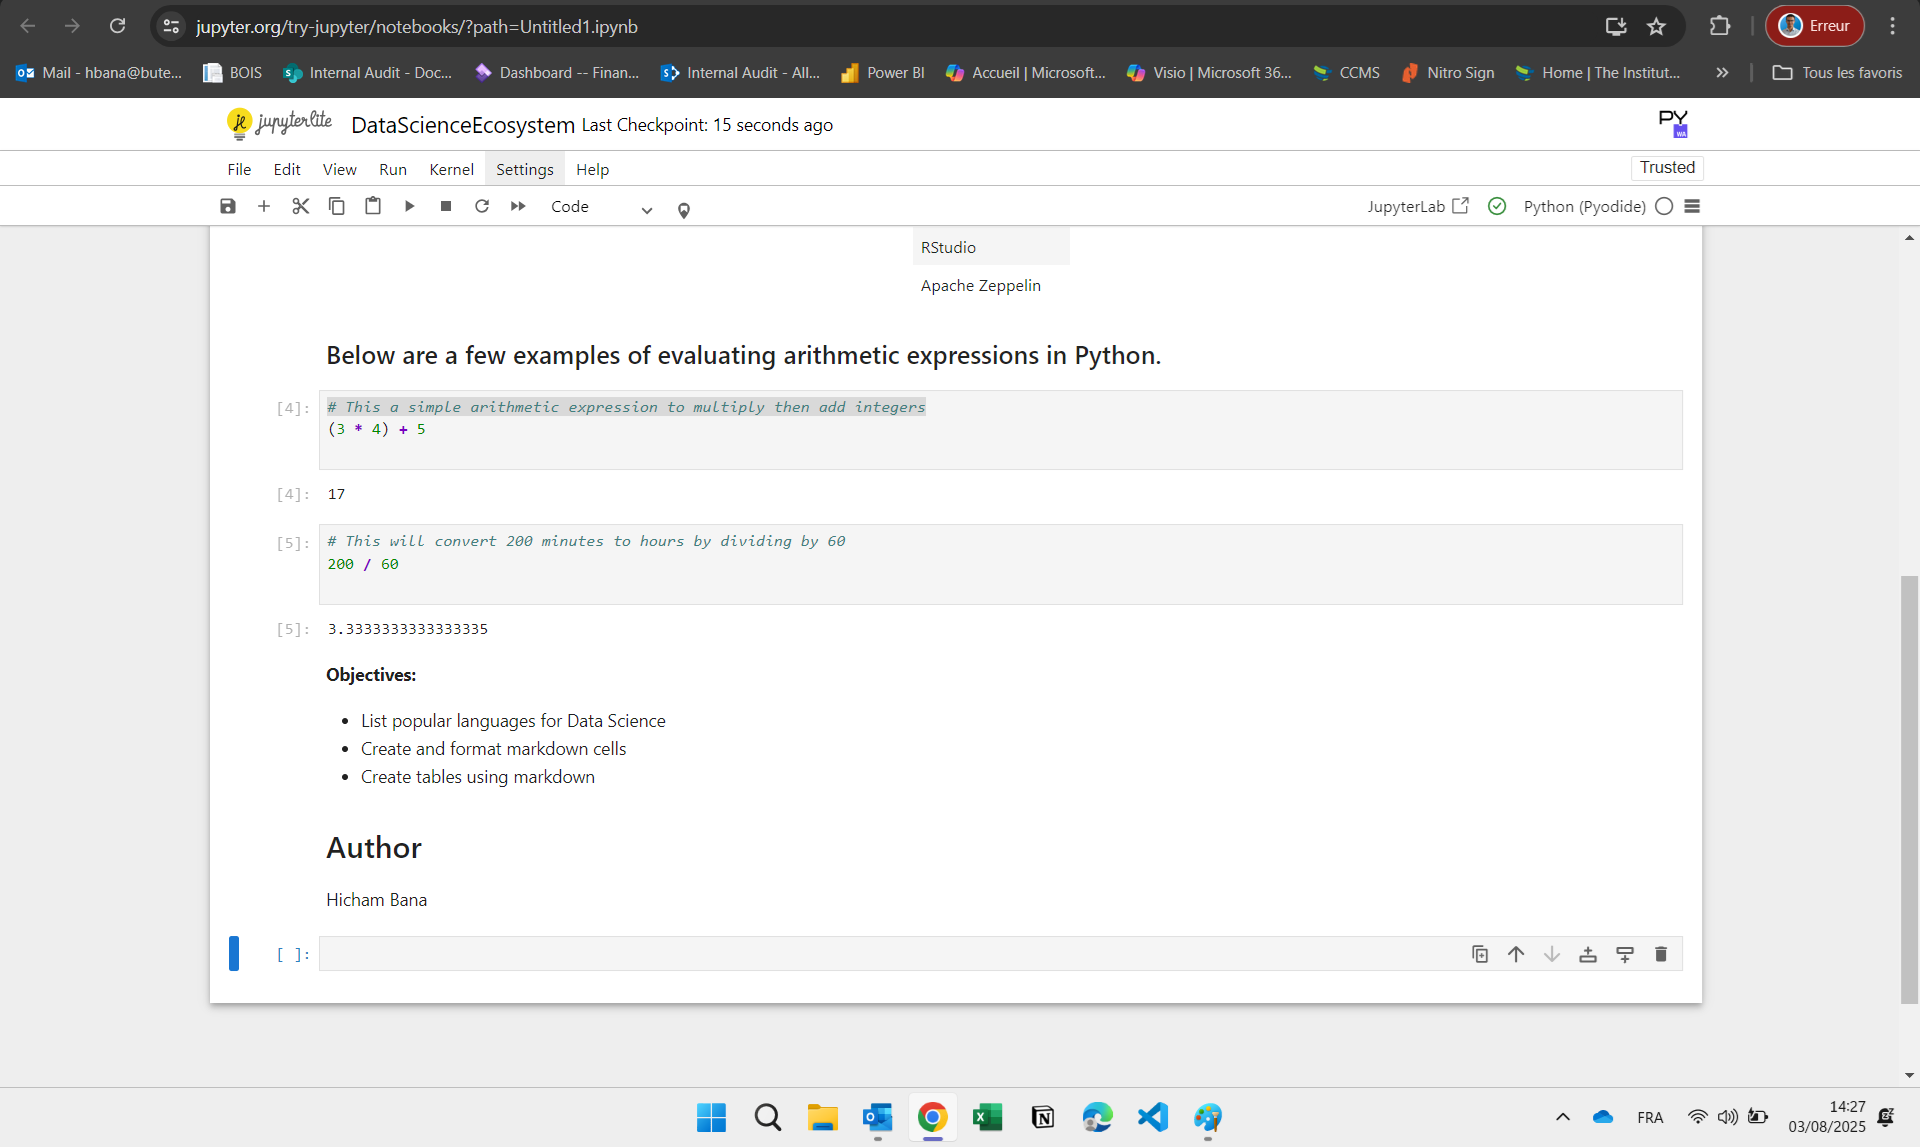 jupyter.org/try-jupyter/notebooks/?path=Untitled1.ipynb
Erreur
Mail - hbana@bute...
BOIS
Internal Audit - Doc...
Dashboard -- Finan...
Internal Audit - All...
Power BI
Accueil | Microsoft...
Visio | Microsoft 36...
CCMS
Nitro Sign
Home | The Institut...
Tous les favoris
jupyterlite
DataScienceEcosystem Last Checkpoint: 15 seconds ago
PY
WA
File Edit View Run Kernel Settings Help
Trusted
Code
JupyterLab
Python (Pyodide)
RStudio
Apache Zeppelin
Below are a few examples of evaluating arithmetic expressions in Python.
[4]: # This a simple arithmetic expression to multiply then add integers
(3 * 4) + 5
[4]: 17
[5]: # This will convert 200 minutes to hours by dividing by 60
200 / 60
[5]: 3.3333333333333335
Objectives:
• List popular languages for Data Science
• Create and format markdown cells
• Create tables using markdown
Author
Hicham Bana
[ ]:
FRA
14:27
03/08/2025